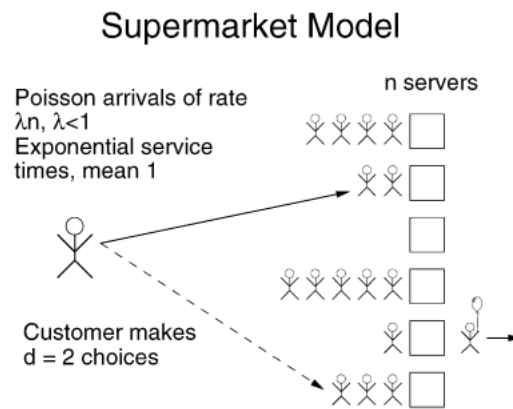 Supermarket Model
n servers
Poisson arrivals of rate
λn, λ<1
Exponential service
times, mean 1
Customer makes
d = 2 choices